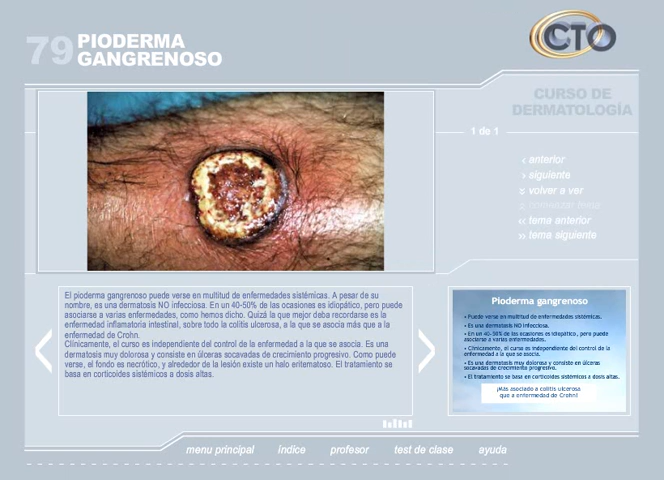 79 PIODERMA
GANGRENOSO
CTO
CURSO DE
DERMATOLOGÍA
1 de 1
‹ anterior
› siguiente
volver a ver
« tema anterior
» tema siguiente
El pioderma gangrenoso puede verse en multitud de enfermedades sistémicas. A pesar de su
nombre, es una dermatosis NO infecciosa. En un 40-50% de las ocasiones es idiopático, pero puede
asociarse a varias enfermedades, como hemos dicho. Quizá la que mejor deba recordarse es la
enfermedad inflamatoria intestinal, sobre todo la colitis ulcerosa, a la que se asocia más que a la
enfermedad de Crohn.
Clínicamente, el curso es independiente del control de la enfermedad a la que se asocia. Es una
dermatosis muy dolorosa y consiste en úlceras socavadas de crecimiento progresivo. Como puede
verse, el fondo es necrótico, y alrededor de la lesión existe un halo eritematoso. El tratamiento se
basa en corticoides sistémicos a dosis altas.
Pioderma gangrenoso
• Puede verse en multitud de enfermedades sistémicas.
• Es una dermatosis NO infecciosa.
• En un 40-50% de las ocasiones es idiopático, pero puede
asociarse a varias enfermedades.
• Clínicamente, el curso es independiente del control de la
enfermedad a la que se asocia.
• Es una dermatosis muy dolorosa y consiste en úlceras
socavadas de crecimiento progresivo.
• El tratamiento se basa en corticoides sistémicos a dosis altas.
¡Más asociado a colitis ulcerosa
que a enfermedad de Crohn!
menu principal índice profesor test de clase ayuda